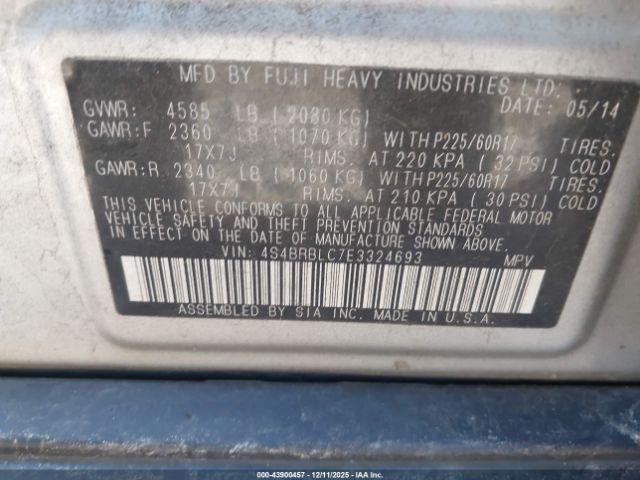 MFD BY FUJI HEAVY INDUSTRIES LTD.
GVWR: 4585 LB ( 2080 KG) DATE: 05/14
GAWR:F 2360 LB ( 1070 KG) WITH P225/60R17 TIRES.
17X7J RIMS. AT 220 KPA ( 32 PSI) COLD
GAWR:R 2340 LB ( 1060 KG) WITH P225/60R17 TIRES.
17X7J RIMS. AT 210 KPA ( 30 PSI) COLD
THIS VEHICLE CONFORMS TO ALL APPLICABLE FEDERAL MOTOR
VEHICLE SAFETY AND THEFT PREVENTION STANDARDS
IN EFFECT ON THE DATE OF MANUFACTURE SHOWN ABOVE.
VIN: 4S4BRBLC7E3324693 MPV
ASSEMBLED BY SIA INC. MADE IN U.S.A.
000-43900457 - 12/11/2025 - IAAI.COM